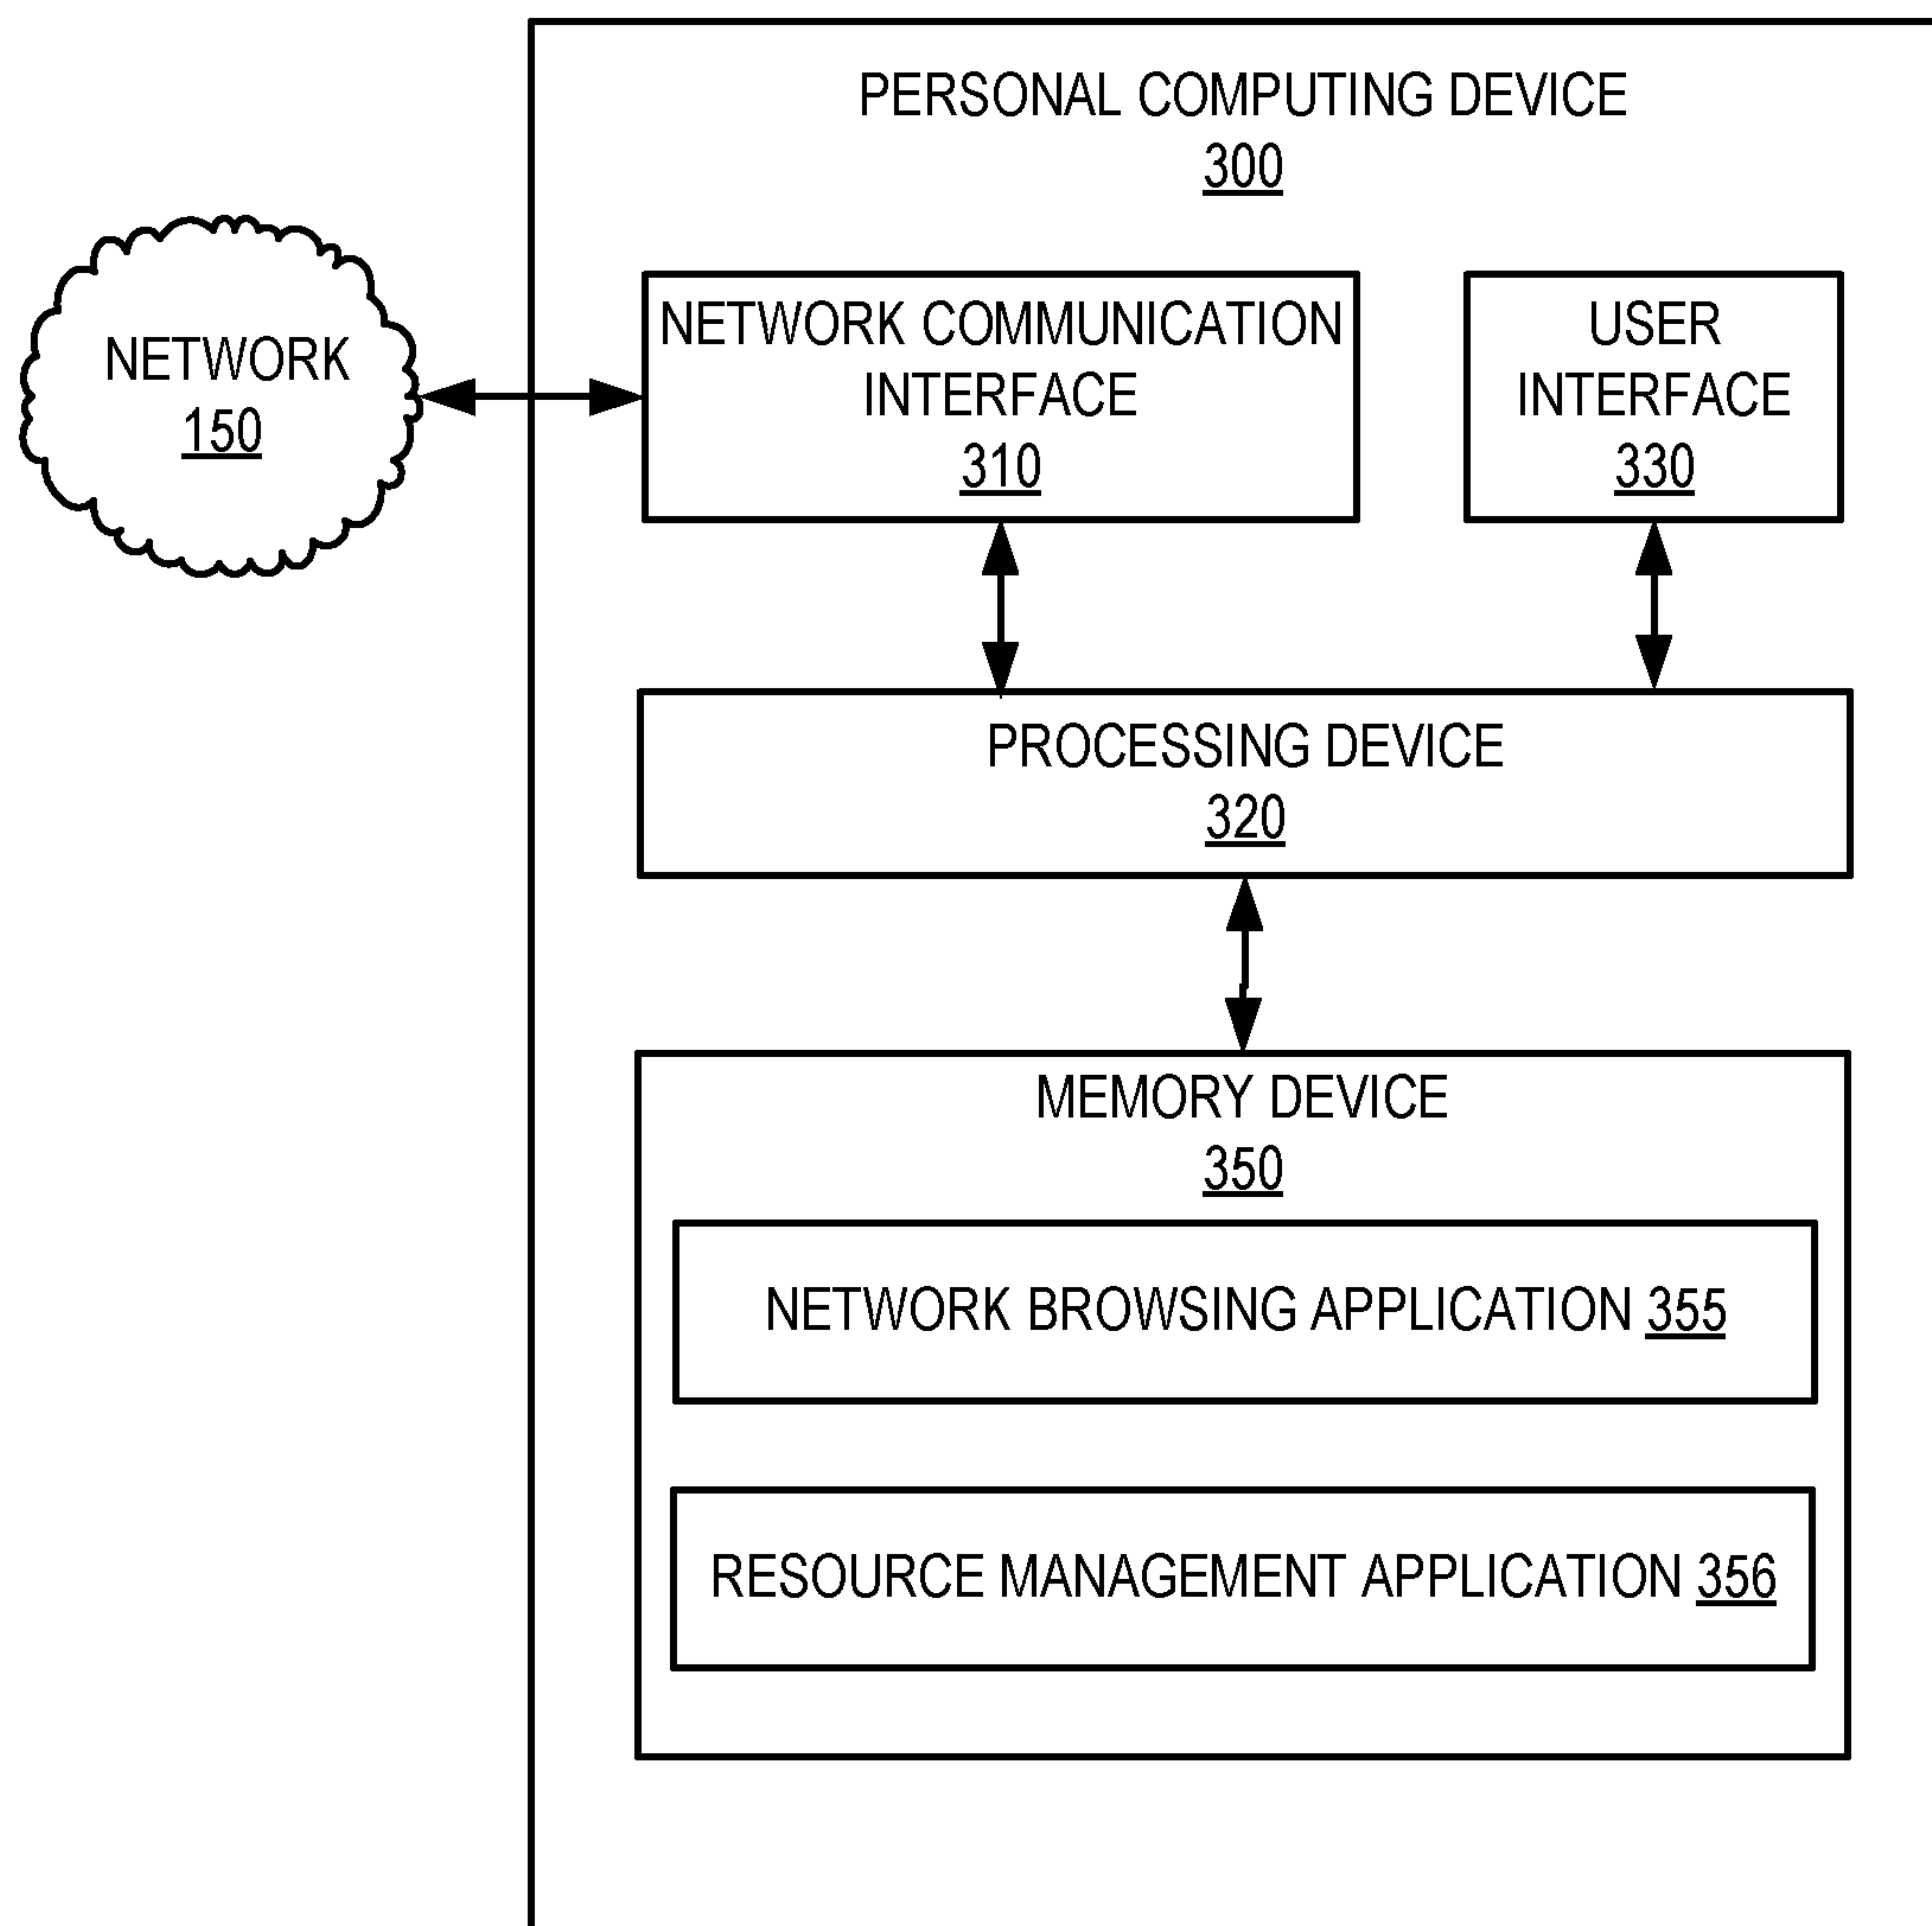 PERSONAL COMPUTING DEVICE
300
NETWORK
150
NETWORK COMMUNICATION
INTERFACE
310
USER
INTERFACE
330
PROCESSING DEVICE
320
MEMORY DEVICE
350
NETWORK BROWSING APPLICATION 355
RESOURCE MANAGEMENT APPLICATION 356